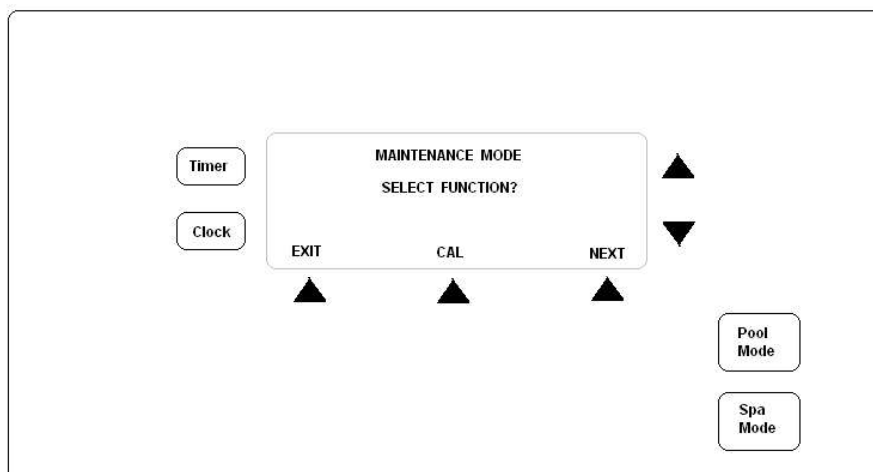 Timer
Clock
MAINTENANCE MODE
SELECT FUNCTION?
EXIT CAL NEXT
Pool
Mode
Spa
Mode